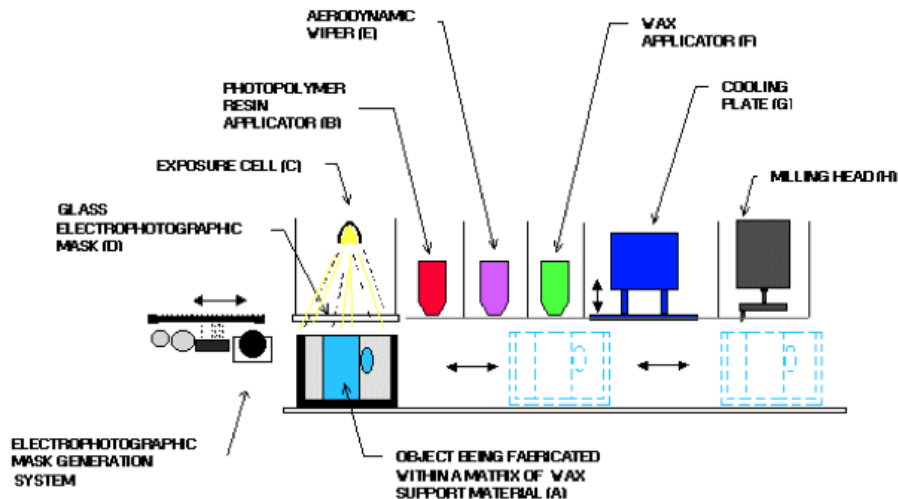 AERODYNAMIC
WIPER (E)
WAX
APPLICATOR (F)
PHOTOPOLYMER
RESIN
APPLICATOR (B)
COOLING
PLATE (G)
EXPOSURE CELL (C)
MILLING HEAD (H)
GLASS
ELECTROPHOTOGRAPHIC
MASK (D)
ELECTROPHOTOGRAPHIC
MASK GENERATION
SYSTEM
OBJECT BEING FABRICATED
WITHIN A MATRIX OF WAX
SUPPORT MATERIAL (A)